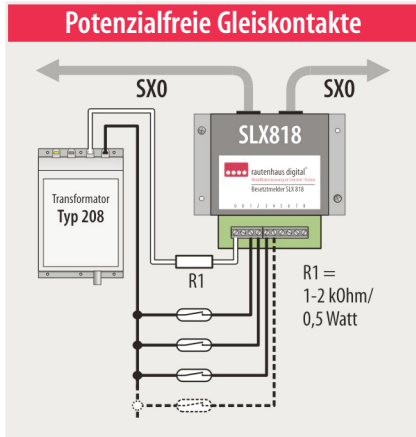 Potenzialfreie Gleiskontakte
SX0
SX0
SLX818
rautenhaus digital®
Besetztmelder SLX 818
0 0 1 2 3 4 5 6 7 8
Transformator
Typ 208
R1
R1 =
1-2 kOhm/
0,5 Watt